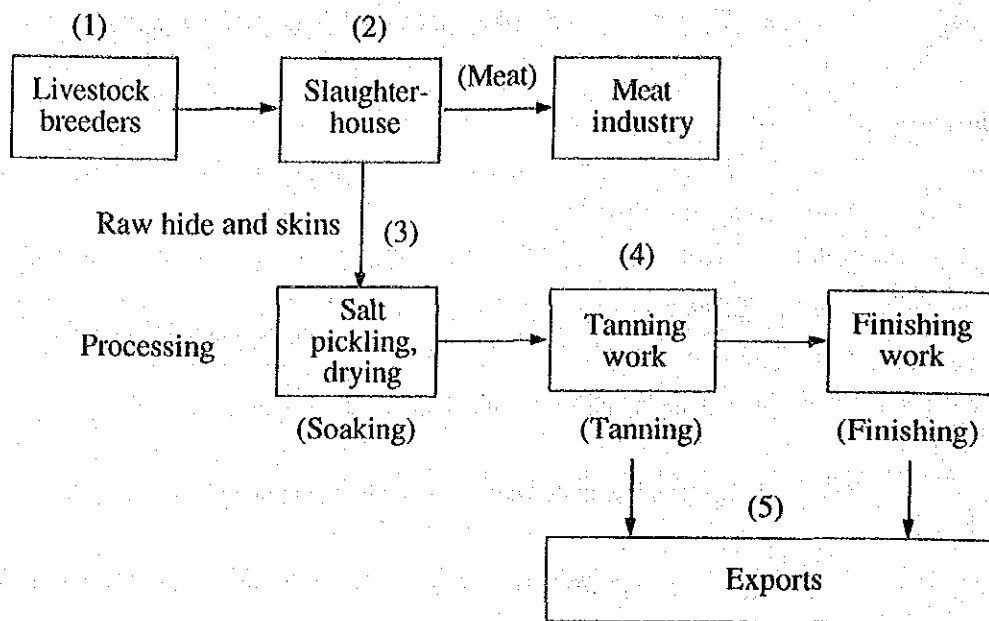 (1)
(2)
Livestock
breeders
Slaughter-
house
(Meat)
Meat
industry
Raw hide and skins
(3)
(4)
Processing
Salt
pickling,
drying
Tanning
work
Finishing
work
(Soaking)
(Tanning)
(Finishing)
(5)
Exports